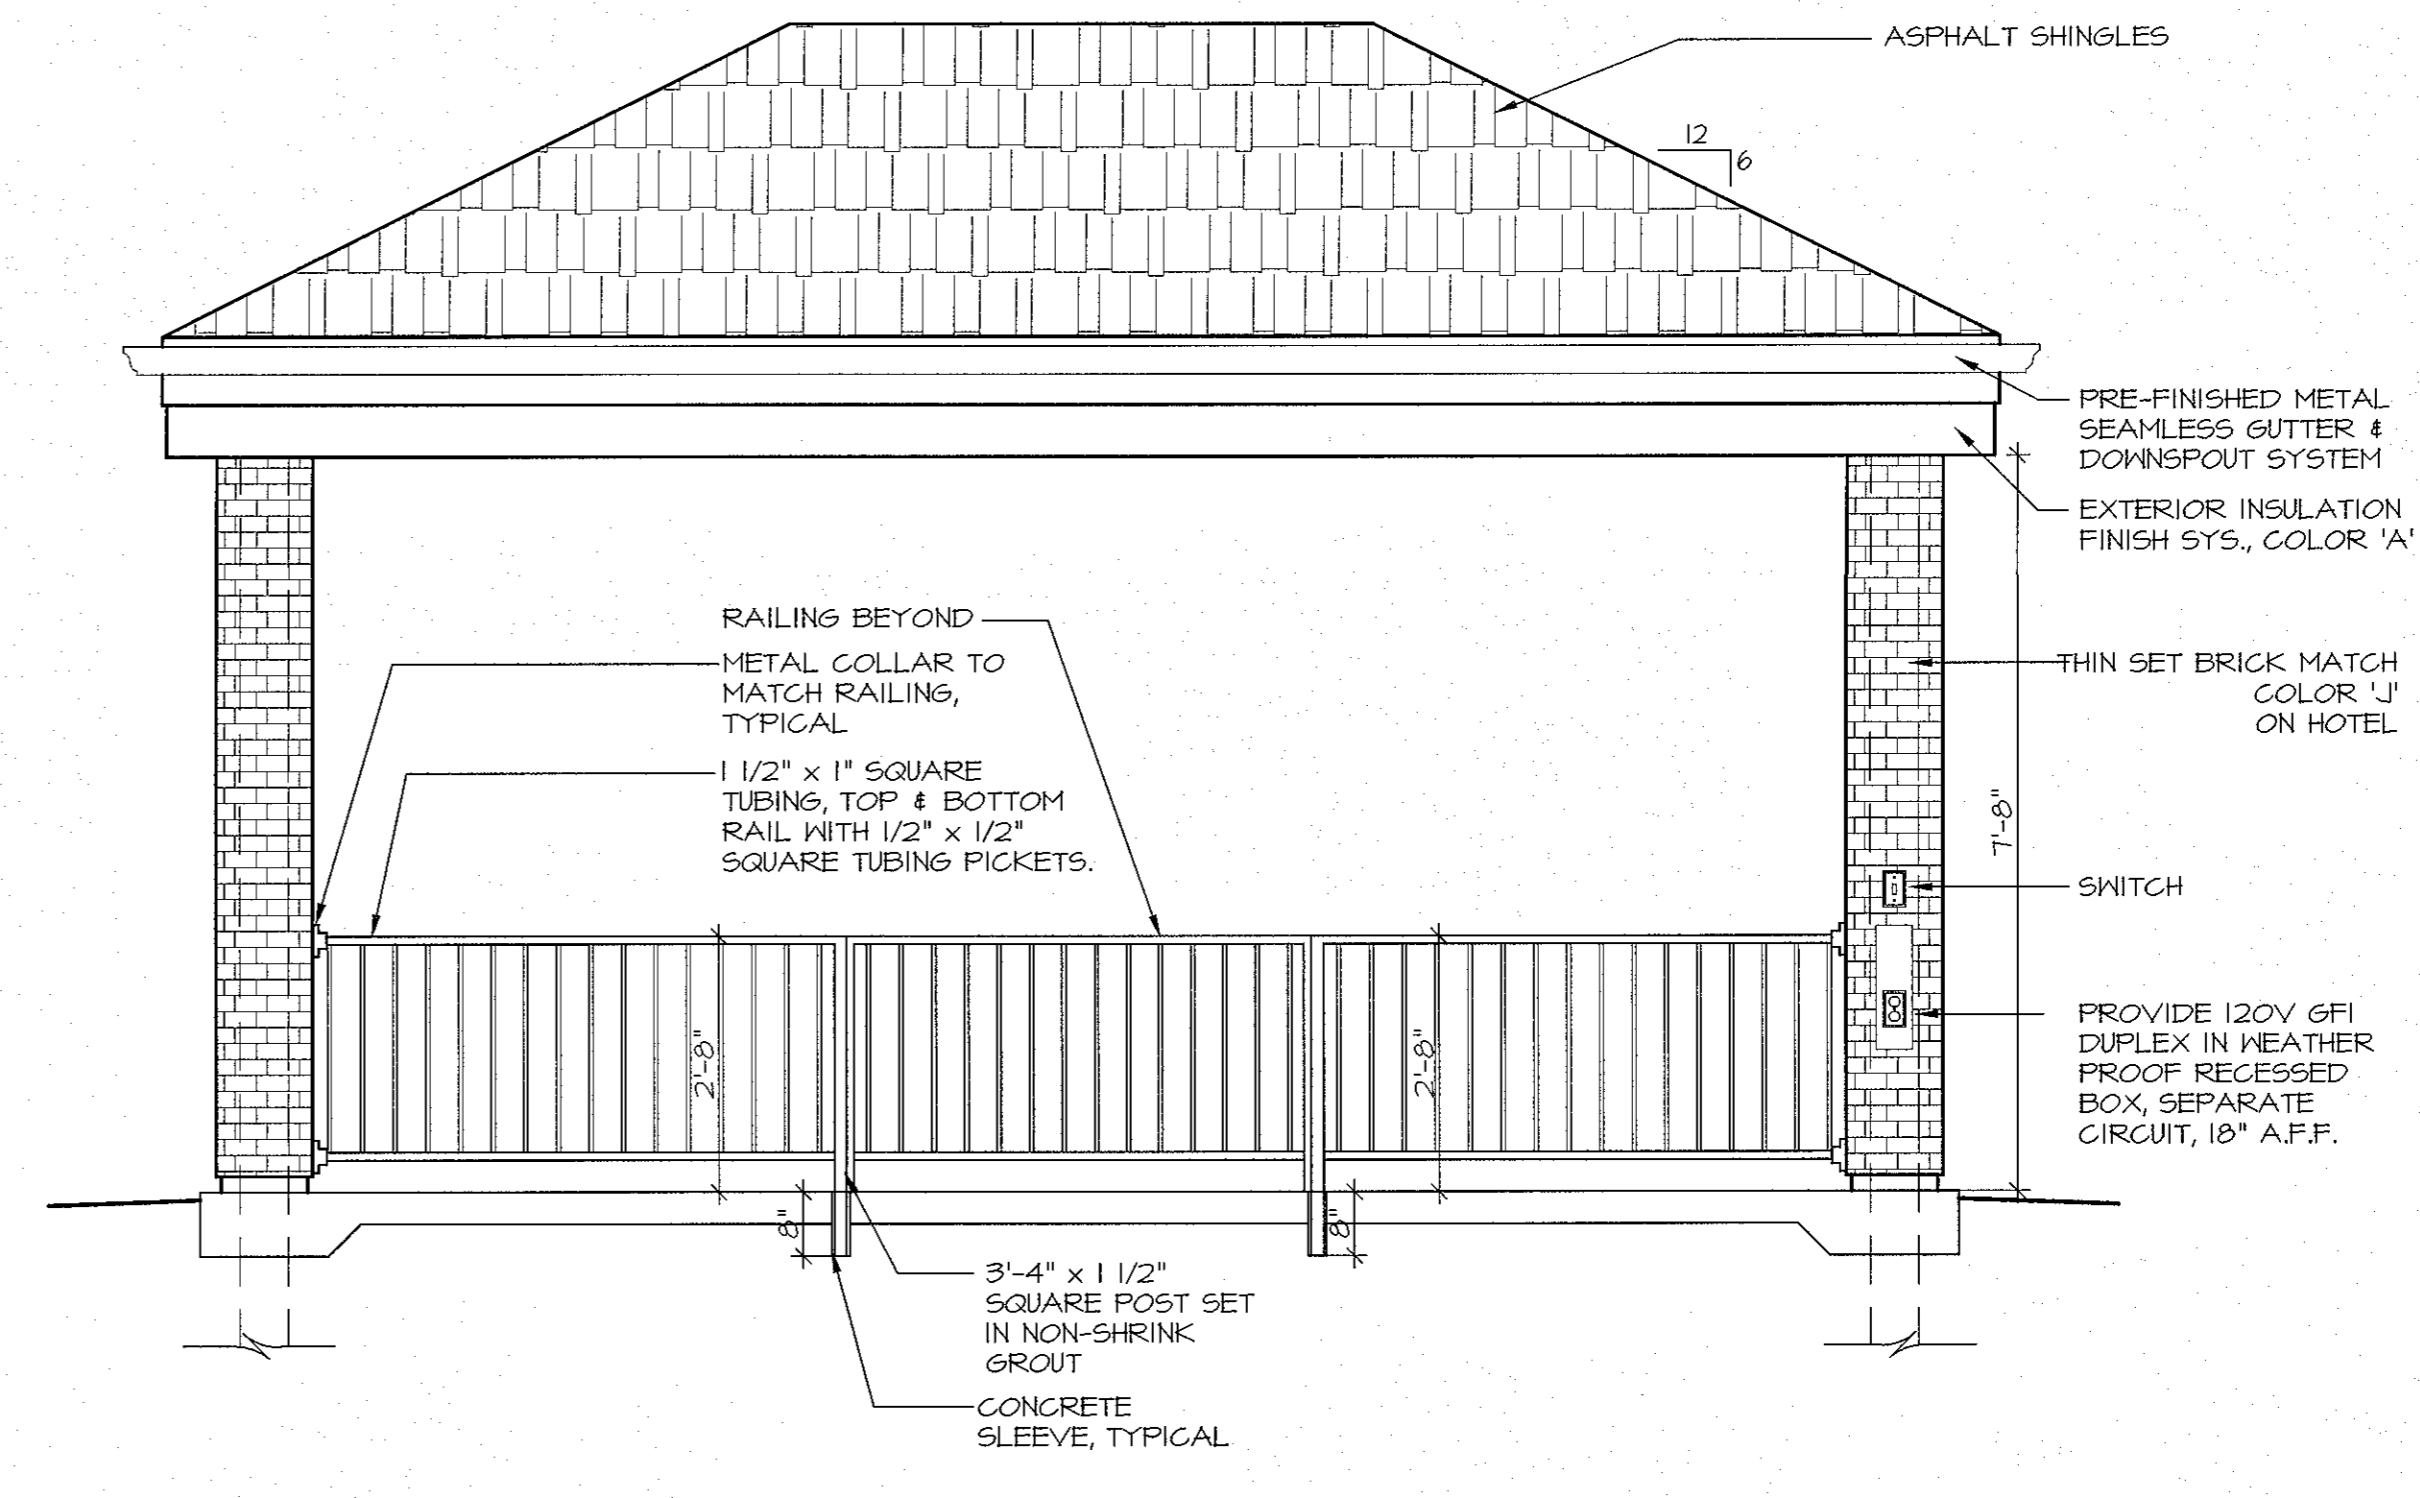 ASPHALT SHINGLES
12
6
PRE-FINISHED METAL
SEAMLESS GUTTER &
DOWNSPOUT SYSTEM
EXTERIOR INSULATION
FINISH SYS., COLOR 'A'
RAILING BEYOND
METAL COLLAR TO
MATCH RAILING,
TYPICAL
1 1/2" x 1" SQUARE
TUBING, TOP & BOTTOM
RAIL WITH 1/2" x 1/2"
SQUARE TUBING PICKETS.
THIN SET BRICK MATCH
COLOR 'J'
ON HOTEL
7'-8"
SWITCH
2'-8"
2'-8"
PROVIDE 120V GFI
DUPLEX IN WEATHER
PROOF RECESSED
BOX, SEPARATE
CIRCUIT, 18" A.F.F.
8"
8"
3'-4" x 1 1/2"
SQUARE POST SET
IN NON-SHRINK
GROUT
CONCRETE
SLEEVE, TYPICAL